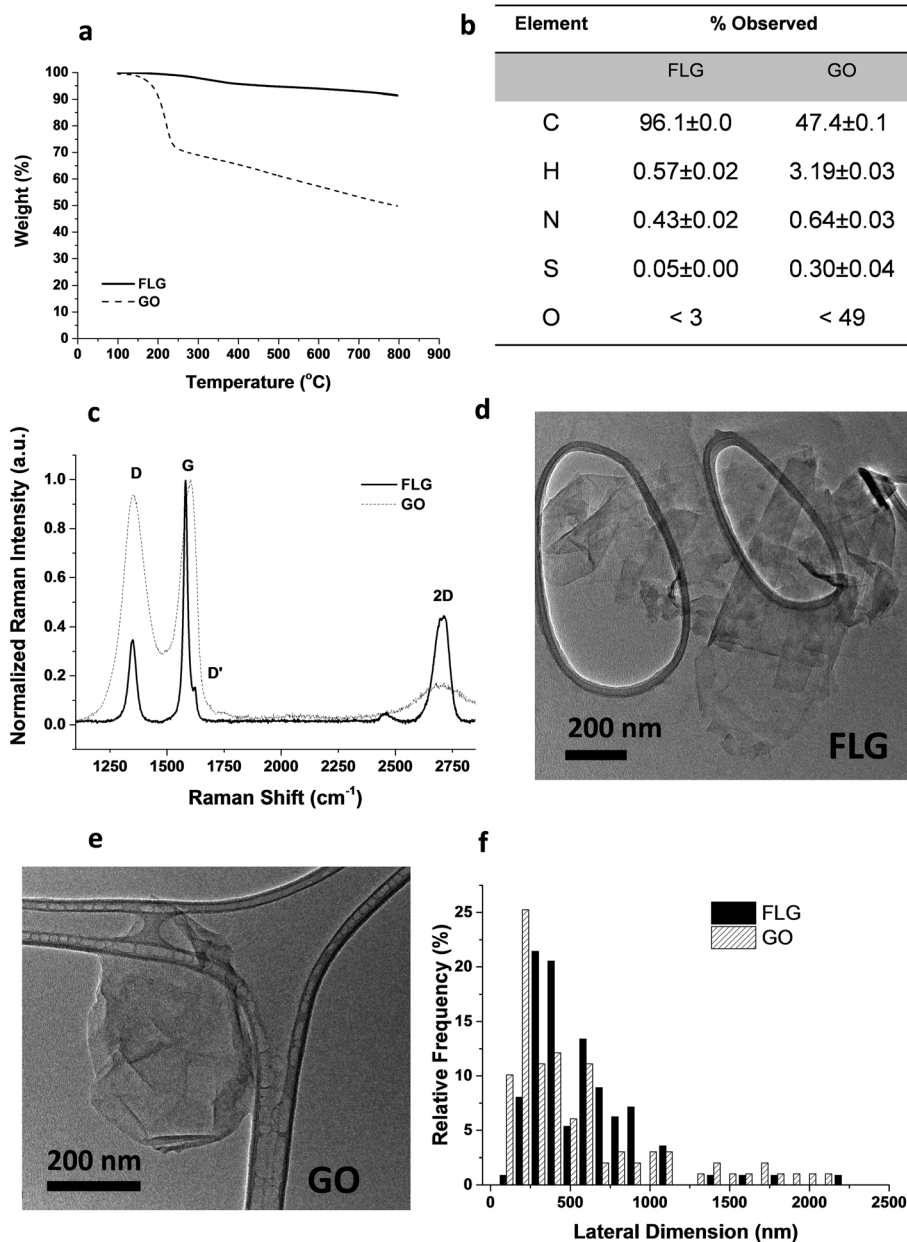 a
100
90
80
70
60
50
40
30
20
10
0
Weight (%)
FLG
GO
0 100 200 300 400 500 600 700 800 900
Temperature (°C)
b
Element % Observed
FLG GO
C 96.1±0.0 47.4±0.1
H 0.57±0.02 3.19±0.03
N 0.43±0.02 0.64±0.03
S 0.05±0.00 0.30±0.04
O < 3 < 49
c
Normalized Raman Intensity (a.u.)
1.0
0.8
0.6
0.4
0.2
0.0
D
G
D'
2D
FLG
GO
1250 1500 1750 2000 2250 2500 2750
Raman Shift (cm⁻¹)
d
200 nm
FLG
e
200 nm
GO
f
Relative Frequency (%)
25
20
15
10
5
0
FLG
GO
0 500 1000 1500 2000 2500
Lateral Dimension (nm)